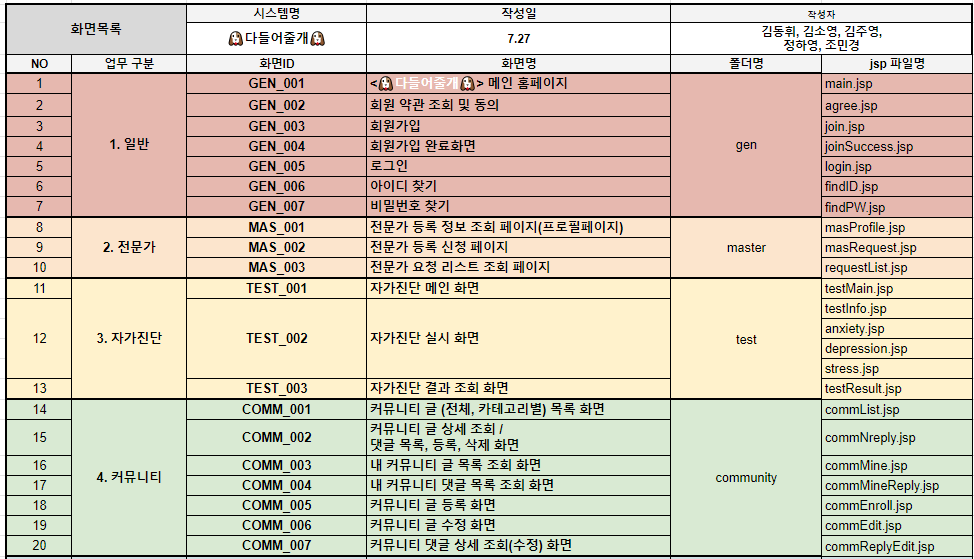 화면목록 시스템명 작성일 작성자
다들어줄개 7.27 김동휘, 김소영, 김주영,
정하영, 조민경
NO 업무 구분 화면ID 화면명 폴더명 jsp 파일명
1 1. 일반 GEN_001 <다들어줄개> 메인 홈페이지 gen main.jsp
2 GEN_002 회원 약관 조회 및 동의 agree.jsp
3 GEN_003 회원가입 join.jsp
4 GEN_004 회원가입 완료화면 joinSuccess.jsp
5 GEN_005 로그인 login.jsp
6 GEN_006 아이디 찾기 findID.jsp
7 GEN_007 비밀번호 찾기 findPW.jsp
8 2. 전문가 MAS_001 전문가 등록 정보 조회 페이지(프로필페이지) master masProfile.jsp
9 MAS_002 전문가 등록 신청 페이지 masRequest.jsp
10 MAS_003 전문가 요청 리스트 조회 페이지 requestList.jsp
11 3. 자가진단 TEST_001 자가진단 메인 화면 test testMain.jsp
12 TEST_002 자가진단 실시 화면 testInfo.jsp
anxiety.jsp
depression.jsp
stress.jsp
13 TEST_003 자가진단 결과 조회 화면 testResult.jsp
14 4. 커뮤니티 COMM_001 커뮤니티 글 (전체, 카테고리별) 목록 화면 community commList.jsp
15 COMM_002 커뮤니티 글 상세 조회 /
댓글 목록, 등록, 삭제 화면 commNreply.jsp
16 COMM_003 내 커뮤니티 글 목록 조회 화면 commMine.jsp
17 COMM_004 내 커뮤니티 댓글 목록 조회 화면 commMineReply.jsp
18 COMM_005 커뮤니티 글 등록 화면 commEnroll.jsp
19 COMM_006 커뮤니티 글 수정 화면 commEdit.jsp
20 COMM_007 커뮤니티 댓글 상세 조회(수정) 화면 commReplyEdit.jsp